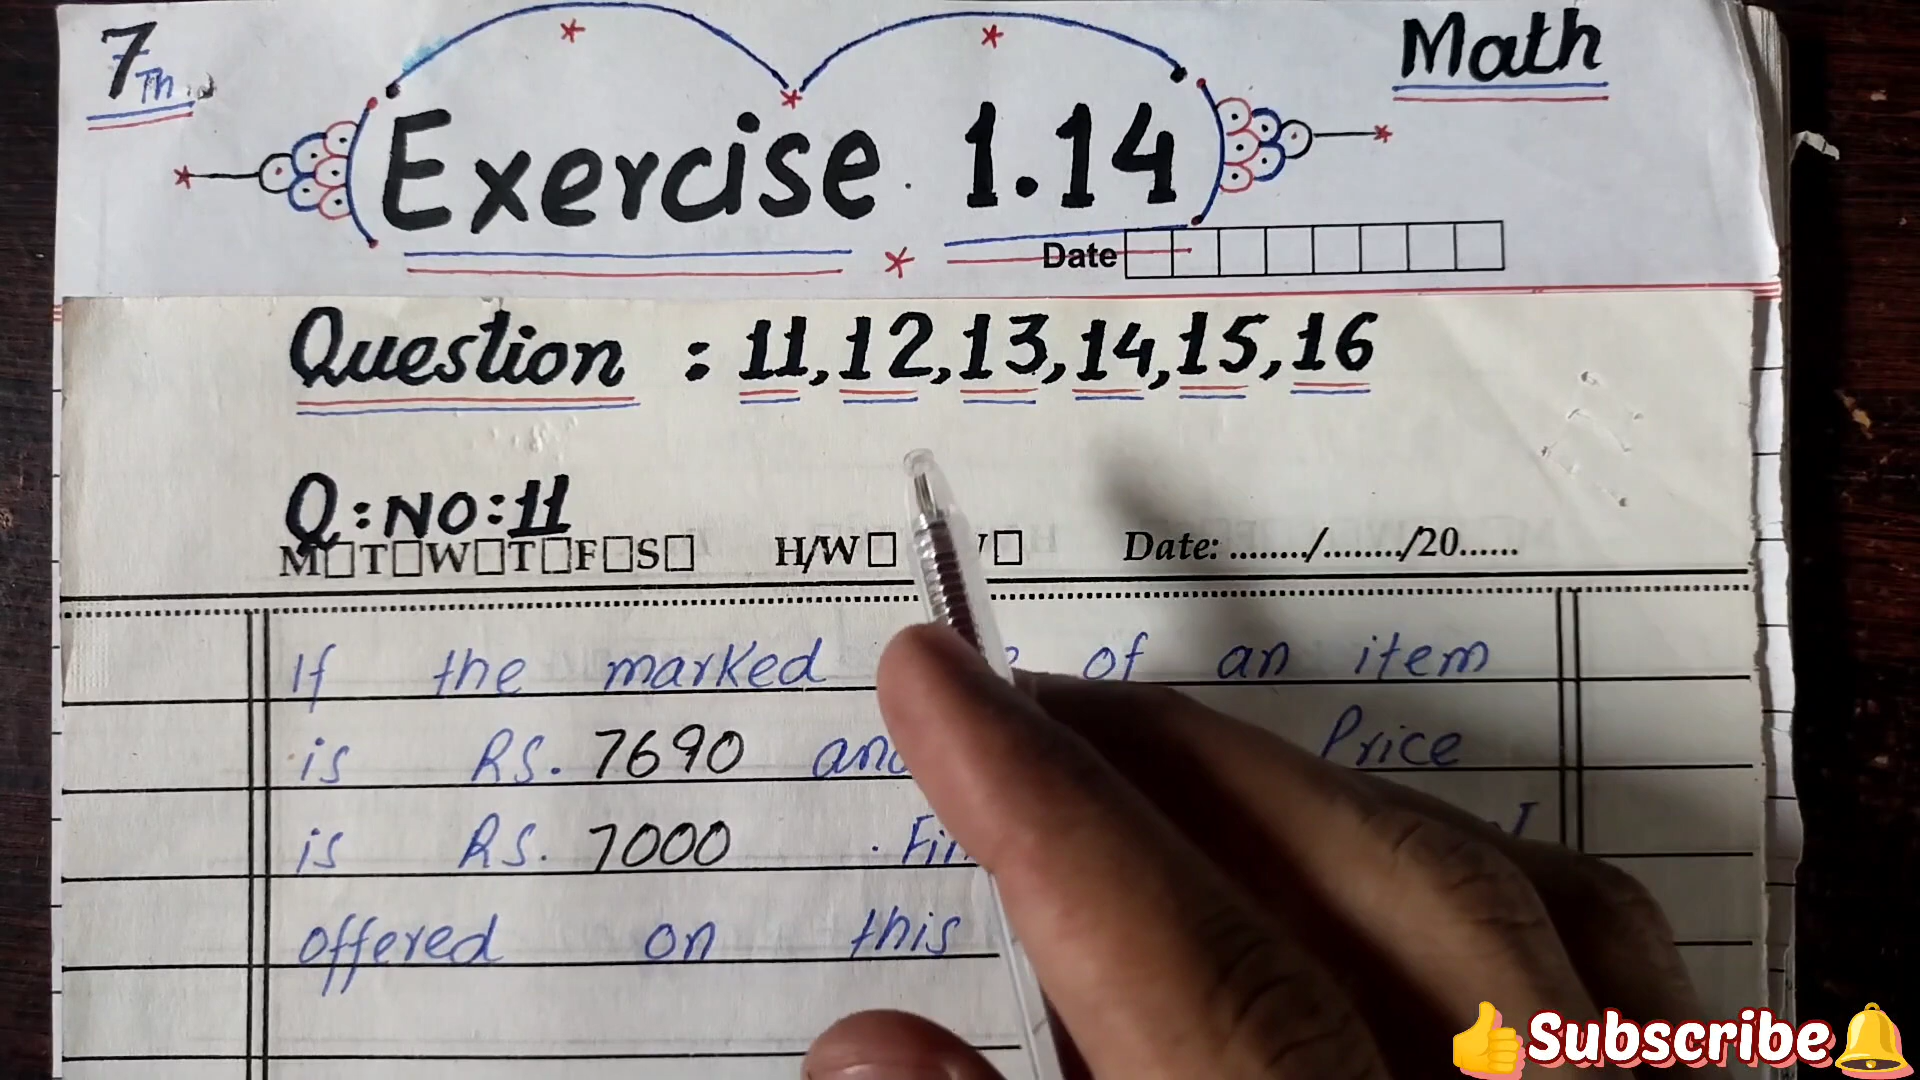 7Th
Math
Exercise 1.14
Date
Question : 11, 12, 13, 14, 15, 16
Q:NO:11
M T W T F S H/W Date: ......../......../20......
If the marked of an item
is RS. 7690 and Price
is RS. 7000 .
offered on this
Subscribe